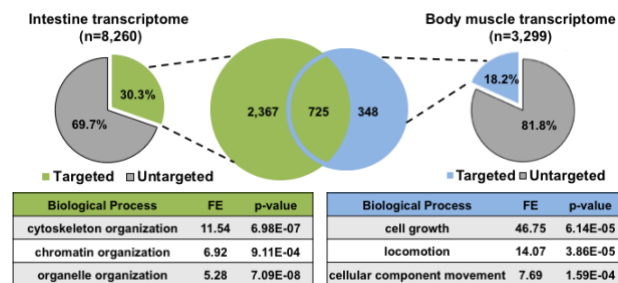 Intestine transcriptome
(n=8,260)
Body muscle transcriptome
(n=3,299)
30.3%
69.7%
2,367
725
348
18.2%
81.8%
Targeted Untargeted
Targeted Untargeted
Biological Process FE p-value
cytoskeleton organization 11.54 6.98E-07
chromatin organization 6.92 9.11E-04
organelle organization 5.28 7.09E-08
Biological Process FE p-value
cell growth 46.75 6.14E-05
locomotion 14.07 3.86E-05
cellular component movement 7.69 1.59E-04